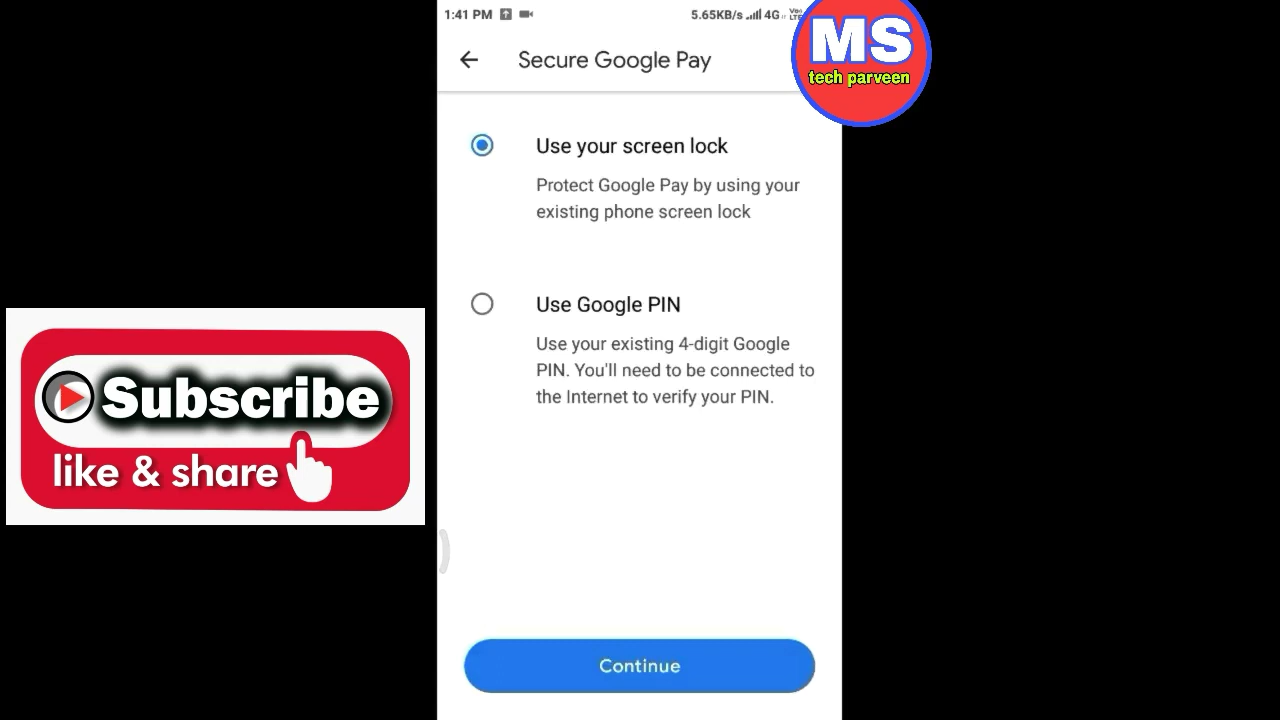 1:41 PM
5.65KB/s 4G
Secure Google Pay
MS
tech parveen
Use your screen lock
Protect Google Pay by using your
existing phone screen lock
Use Google PIN
Use your existing 4-digit Google
PIN. You'll need to be connected to
the Internet to verify your PIN.
Subscribe
like & share
Continue